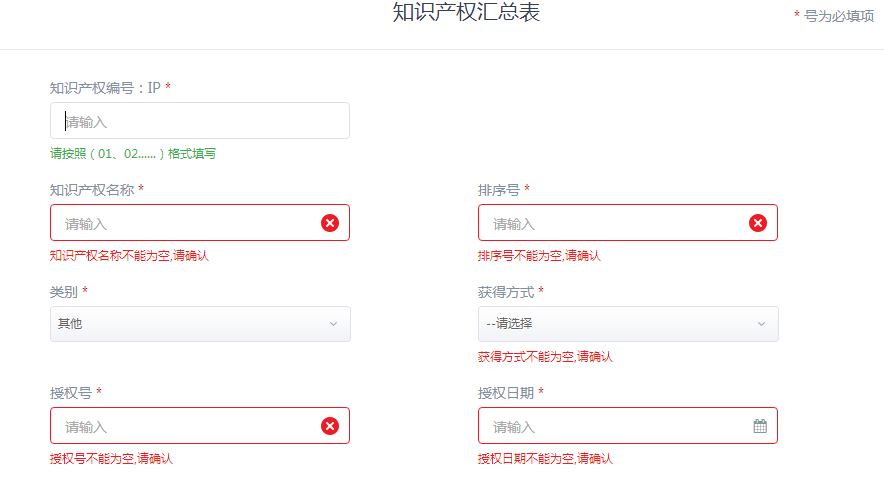 知识产权汇总表
* 号为必填项
知识产权编号：IP *
请输入
请按照（01、02......）格式填写
知识产权名称 *
排序号 *
请输入
请输入
知识产权名称不能为空,请确认
排序号不能为空,请确认
类别 *
获得方式 *
其他
--请选择
获得方式不能为空,请确认
授权号 *
授权日期 *
请输入
请输入
授权号不能为空,请确认
授权日期不能为空,请确认